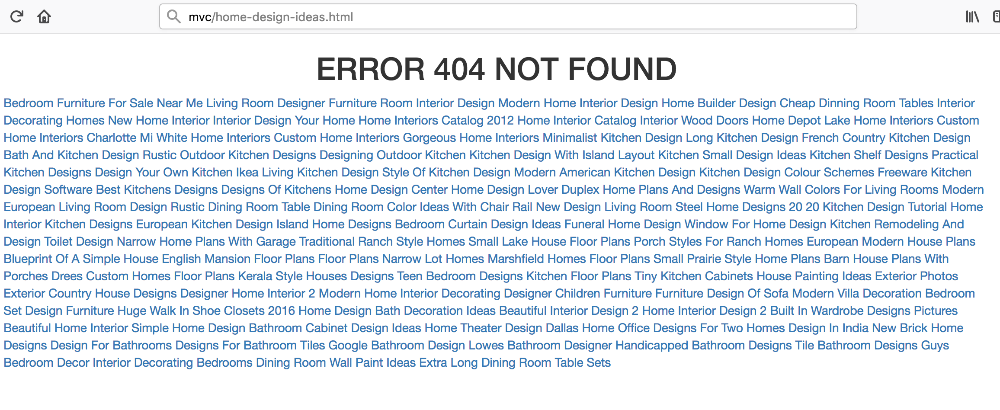 mvc/home-design-ideas.html
ERROR 404 NOT FOUND
Bedroom Furniture For Sale Near Me Living Room Designer Furniture Room Interior Design Modern Home Interior Design Home Builder Design Cheap Dinning Room Tables Interior
Decorating Homes New Home Interior Interior Design Your Home Home Interiors Catalog 2012 Home Interior Catalog Interior Wood Doors Home Depot Lake Home Interiors Custom
Home Interiors Charlotte Mi White Home Interiors Custom Home Interiors Gorgeous Home Interiors Minimalist Kitchen Design Long Kitchen Design French Country Kitchen Design
Bath And Kitchen Design Rustic Outdoor Kitchen Designs Designing Outdoor Kitchen Kitchen Design With Island Layout Kitchen Small Design Ideas Kitchen Shelf Designs Practical
Kitchen Designs Design Your Own Kitchen Ikea Living Kitchen Design Style Of Kitchen Design Modern American Kitchen Design Kitchen Design Colour Schemes Freeware Kitchen
Design Software Best Kitchens Designs Designs Of Kitchens Home Design Center Home Design Lover Duplex Home Plans And Designs Warm Wall Colors For Living Rooms Modern
European Living Room Design Rustic Dining Room Table Dining Room Color Ideas With Chair Rail New Design Living Room Steel Home Designs 20 20 Kitchen Design Tutorial Home
Interior Kitchen Designs European Kitchen Design Island Home Designs Bedroom Curtain Design Ideas Funeral Home Design Window For Home Design Kitchen Remodeling And
Design Toilet Design Narrow Home Plans With Garage Traditional Ranch Style Homes Small Lake House Floor Plans Porch Styles For Ranch Homes European Modern House Plans
Blueprint Of A Simple House English Mansion Floor Plans Floor Plans Narrow Lot Homes Marshfield Homes Floor Plans Small Prairie Style Home Plans Barn House Plans With
Porches Drees Custom Homes Floor Plans Kerala Style Houses Designs Teen Bedroom Designs Kitchen Floor Plans Tiny Kitchen Cabinets House Painting Ideas Exterior Photos
Exterior Country House Designs Designer Home Interior 2 Modern Home Interior Decorating Designer Children Furniture Furniture Design Of Sofa Modern Villa Decoration Bedroom
Set Design Furniture Huge Walk In Shoe Closets 2016 Home Design Bath Decoration Ideas Beautiful Interior Design 2 Home Interior Design 2 Built In Wardrobe Designs Pictures
Beautiful Home Interior Simple Home Design Bathroom Cabinet Design Ideas Home Theater Design Dallas Home Office Designs For Two Homes Design In India New Brick Home
Designs Design For Bathrooms Designs For Bathroom Tiles Google Bathroom Design Lowes Bathroom Designer Handicapped Bathroom Designs Tile Bathroom Designs Guys
Bedroom Decor Interior Decorating Bedrooms Dining Room Wall Paint Ideas Extra Long Dining Room Table Sets